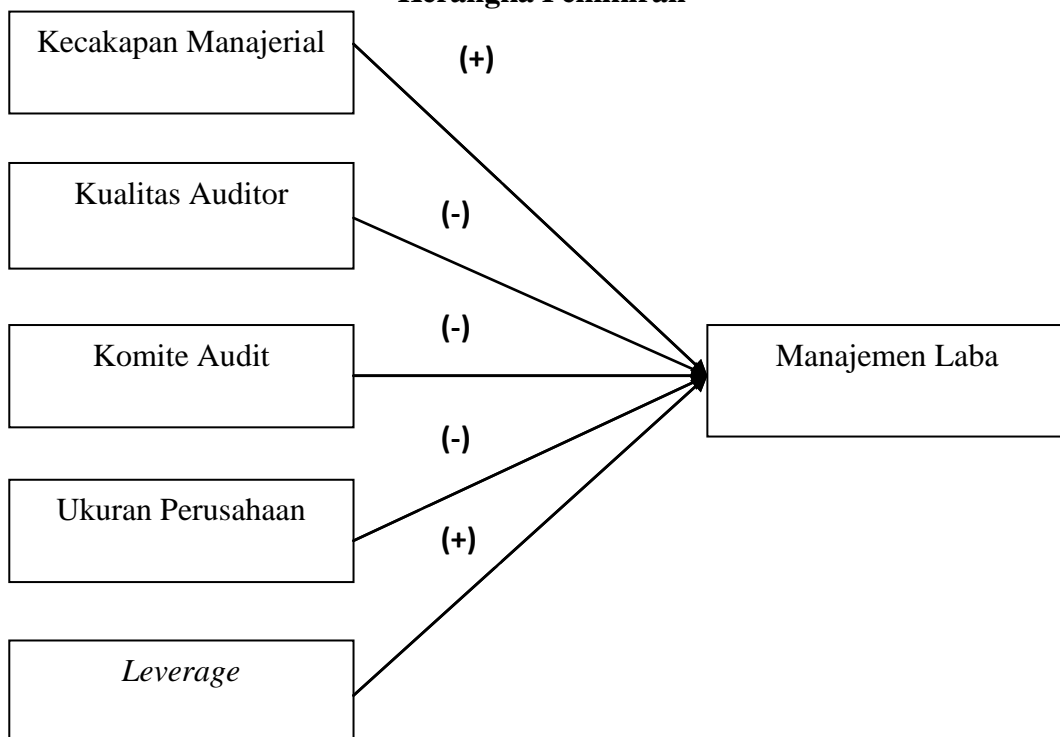 Kecakapan Manajerial
(+)
Kualitas Auditor
(-)
Komite Audit
(-)
Manajemen Laba
(-)
Ukuran Perusahaan
(+)
Leverage